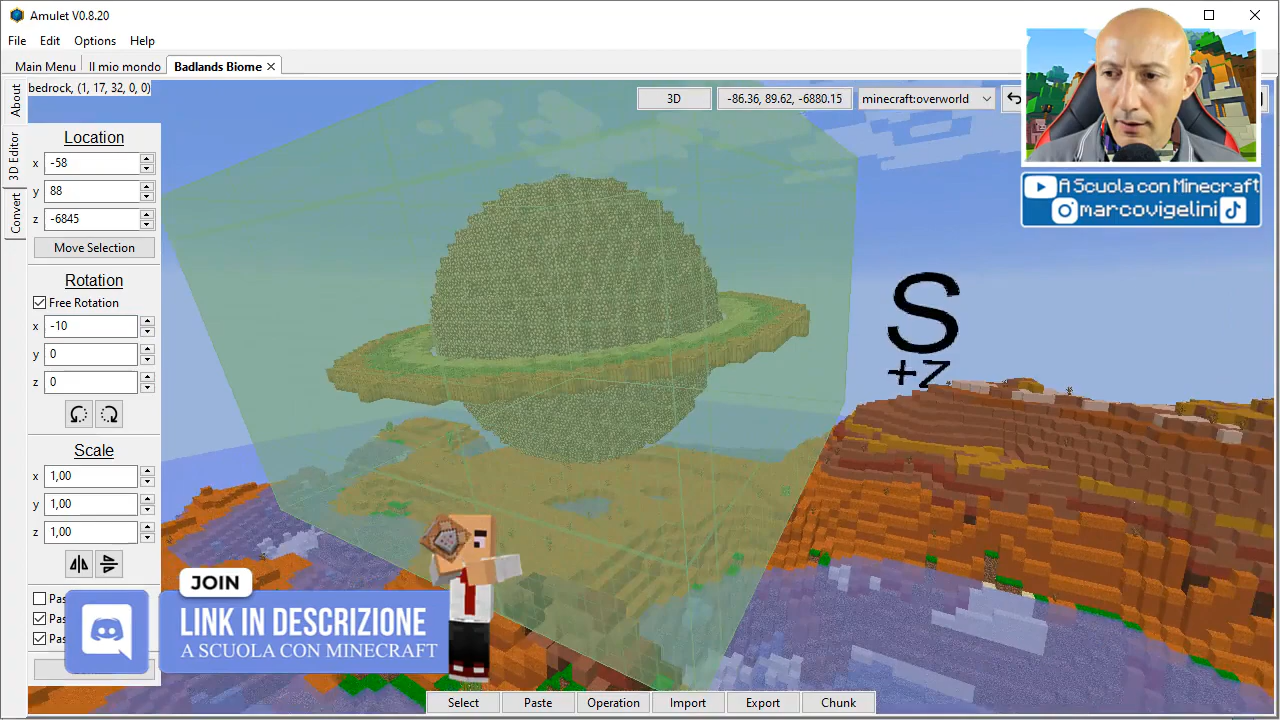 Amulet V0.8.20
File Edit Options Help
Main Menu Il mio mondo Badlands Biome
bedrock, (1, 17, 32, 0, 0)
3D -86.36, 89.62, -6880.15 minecraft:overworld
About
3D Editor
Convert
Location
x -58
y 88
z -6845
Move Selection
Rotation
Free Rotation
x -10
y 0
z 0
Scale
x 1,00
y 1,00
z 1,00
Pas
Pas
Pas
A Scuola con Minecraft
marcovigelini
S
+Z
JOIN
LINK IN DESCRIZIONE
A SCUOLA CON MINECRAFT
Select Paste Operation Import Export Chunk